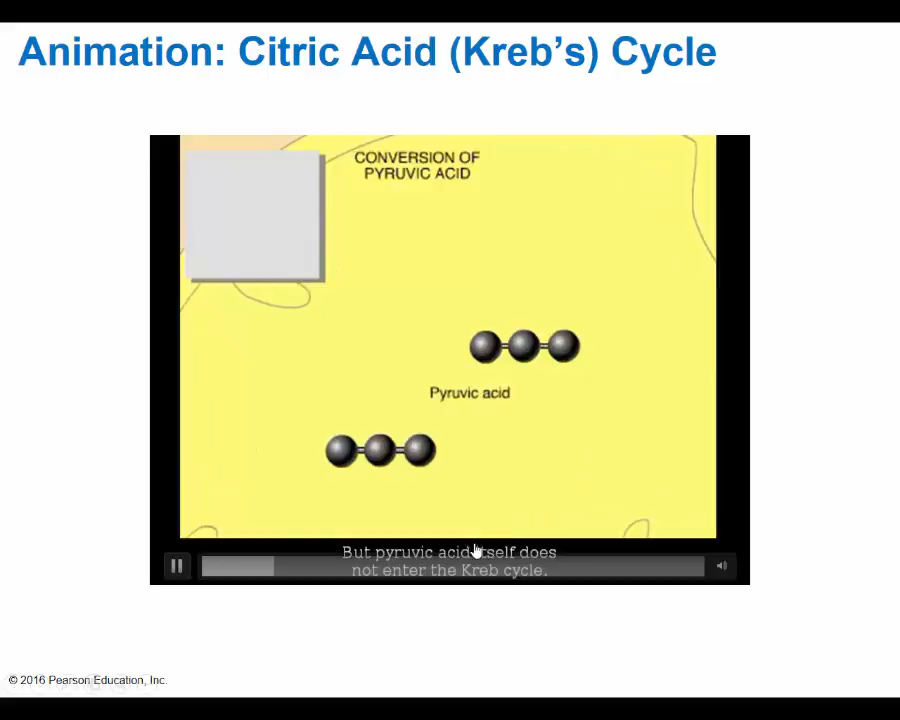 Animation: Citric Acid (Kreb’s) Cycle
CONVERSION OF
PYRUVIC ACID
Pyruvic acid
But pyruvic acid itself does
not enter the Kreb cycle.
© 2016 Pearson Education, Inc.